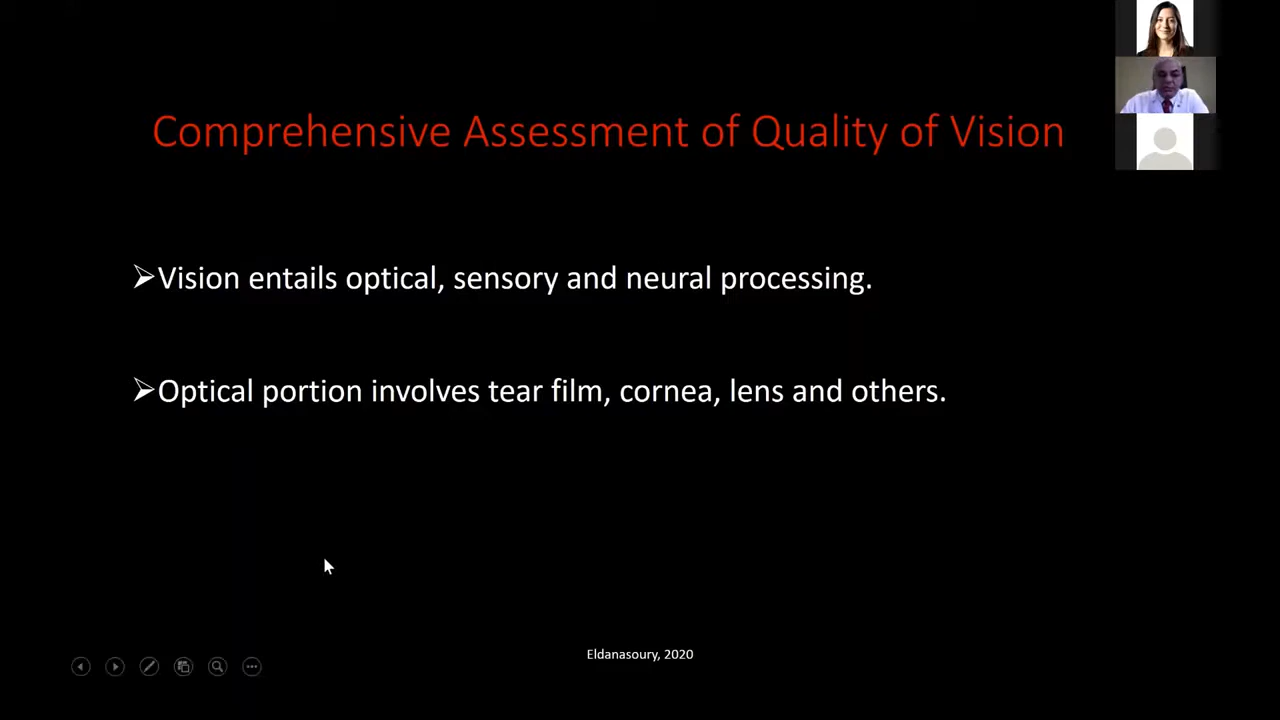 Comprehensive Assessment of Quality of Vision
➢Vision entails optical, sensory and neural processing.
➢Optical portion involves tear film, cornea, lens and others.
Eldanasoury, 2020